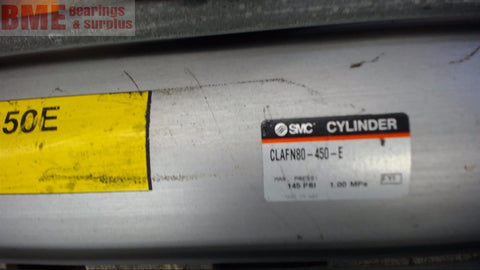 BME Bearings & Surplus
50E
SMC CYLINDER
CLAFN80-450-E
MAX. PRESS:
145 PSI 1.00 MPa